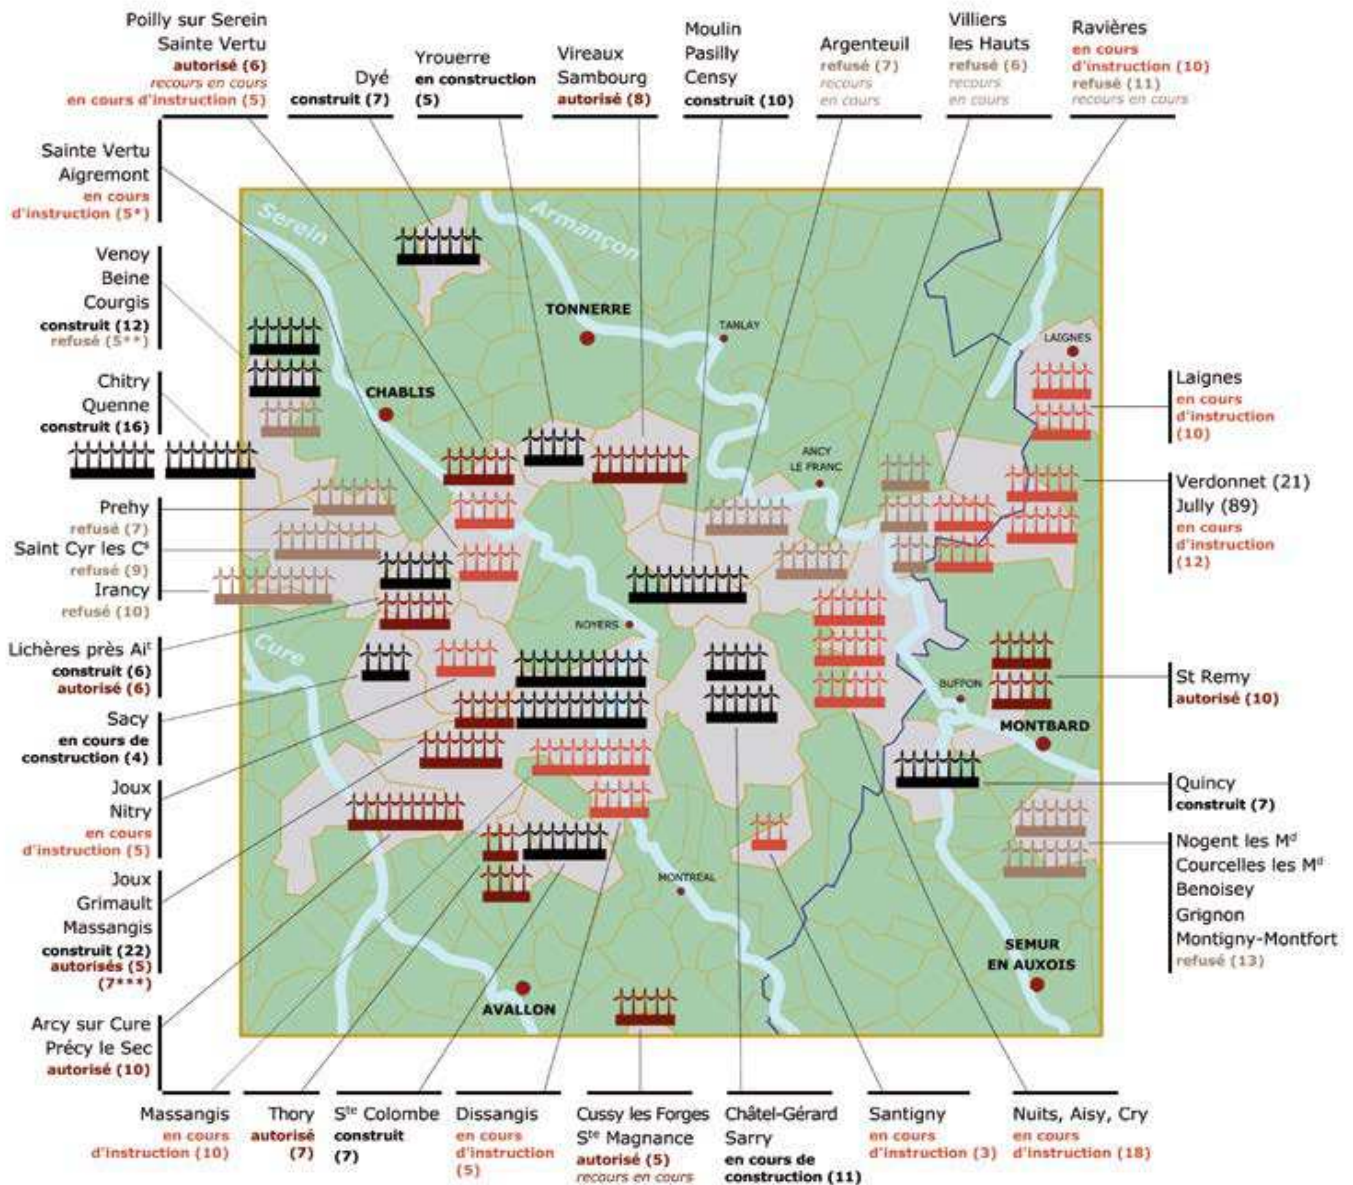 Poilly sur Serein
Sainte Vertu
autorisé (6)
recours en cours
en cours d'instruction (5)
Dyé
construit (7)
Yrouerre
en construction
(5)
Vireaux
Sambourg
autorisé (8)
Moulin
Pasilly
Censy
construit (10)
Argenteuil
refusé (7)
recours
en cours
Villiers
les Hauts
refusé (6)
recours
en cours
Ravières
en cours
d'instruction (10)
refusé (11)
recours en cours
Sainte Vertu
Aigremont
en cours
d'instruction (5*)
Venoy
Beine
Courgis
construit (12)
refusé (5**)
Chitry
Quenne
construit (16)
Prehy
refusé (7)
Saint Cyr les Cˢ
refusé (9)
Irancy
refusé (10)
Lichères près Aiᵗ
construit (6)
autorisé (6)
Sacy
en cours de
construction (4)
Joux
Nitry
en cours
d'instruction (5)
Joux
Grimault
Massangis
construit (22)
autorisés (5)
(7***)
Arcy sur Cure
Précy le Sec
autorisé (10)
Serein
Armançon
TONNERRE
TANLAY
LAIGNES
CHABLIS
ANCY
LE FRANC
NOYERS
Cure
BUFFON
MONTBARD
MONTREAL
SEMUR
EN AUXOIS
AVALLON
Laignes
en cours
d'instruction
(10)
Verdonnet (21)
Jully (89)
en cours
d'instruction
(12)
St Remy
autorisé (10)
Quincy
construit (7)
Nogent les Mᵈ
Courcelles les Mᵈ
Benoisey
Grignon
Montigny-Montfort
refusé (13)
Massangis
en cours
d'instruction (10)
Thory
autorisé
(7)
Sᵗᵉ Colombe
construit
(7)
Dissangis
en cours
d'instruction
(5)
Cussy les Forges
Sᵗᵉ Magnance
autorisé (5)
recours en cours
Châtel-Gérard
Sarry
en cours de
construction (11)
Santigny
en cours
d'instruction (3)
Nuits, Aisy, Cry
en cours
d'instruction (18)